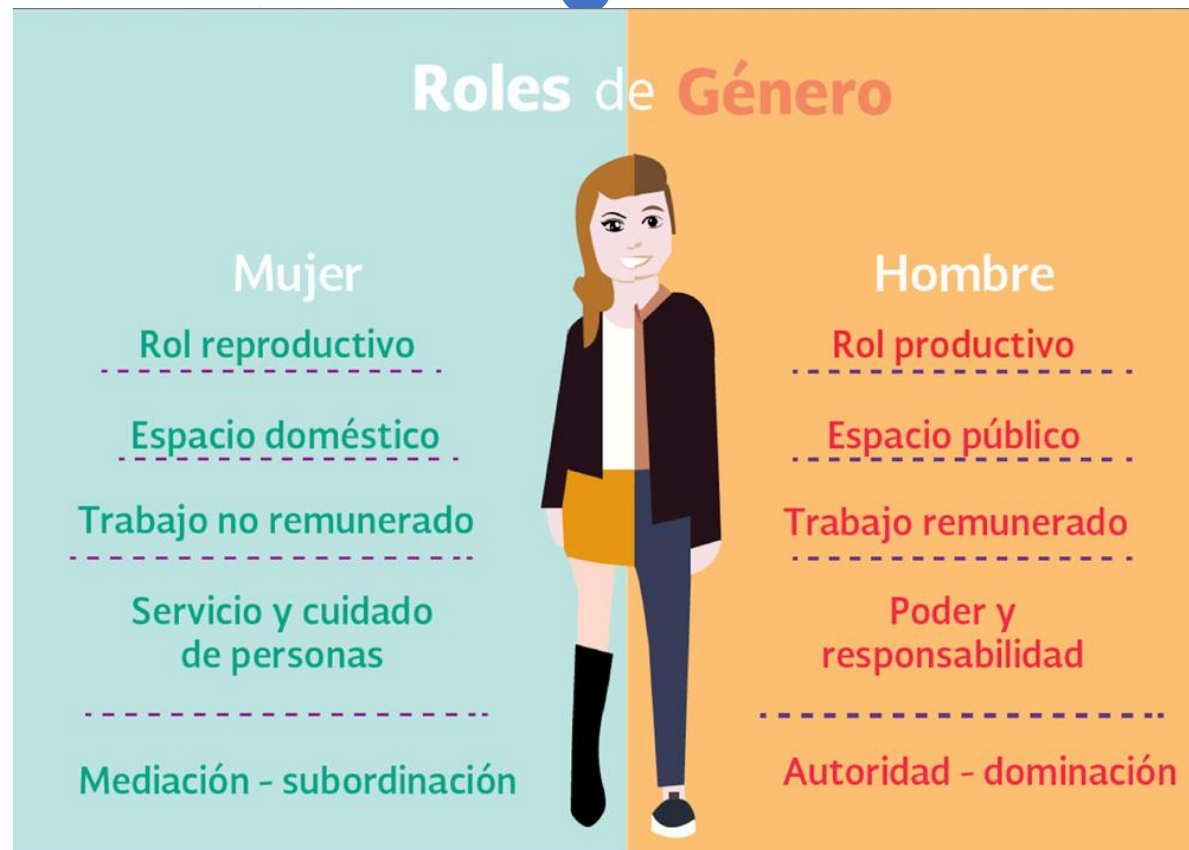 Roles de Género
Mujer
Rol reproductivo
Espacio doméstico
Trabajo no remunerado
Servicio y cuidado
de personas
Mediación - subordinación
Hombre
Rol productivo
Espacio público
Trabajo remunerado
Poder y
responsabilidad
Autoridad - dominación